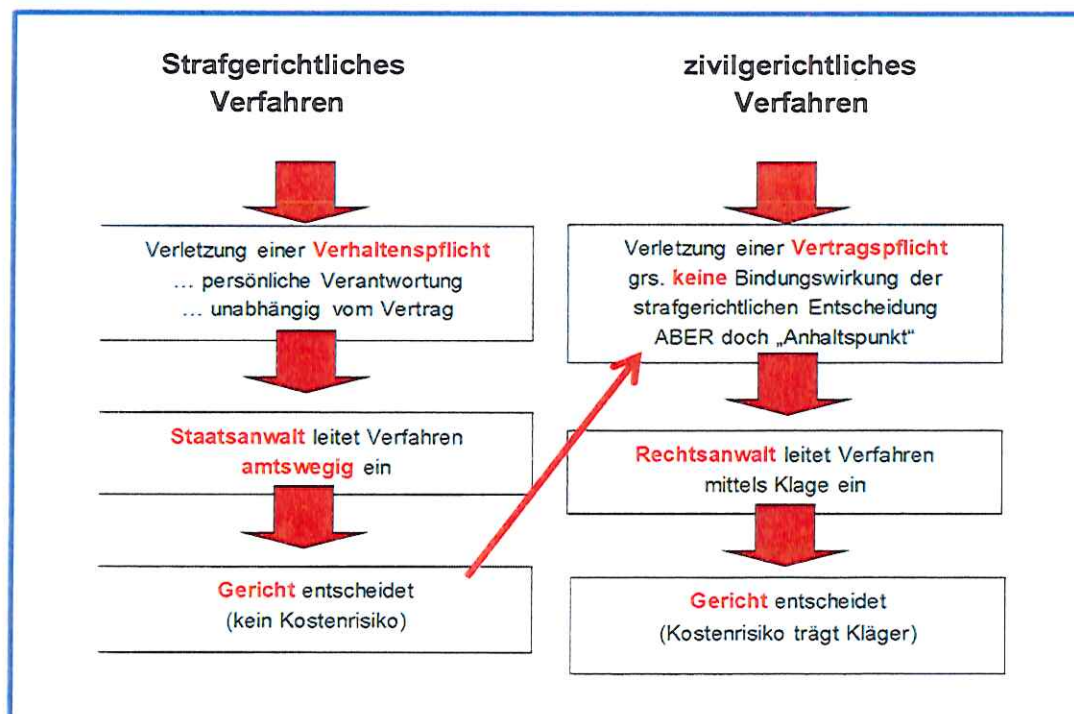 Strafgerichtliches
Verfahren
Verletzung einer Verhaltenspflicht
… persönliche Verantwortung
… unabhängig vom Vertrag
Staatsanwalt leitet Verfahren
amtswegig ein
Gericht entscheidet
(kein Kostenrisiko)
zivilgerichtliches
Verfahren
Verletzung einer Vertragspflicht
grs. keine Bindungswirkung der
strafgerichtlichen Entscheidung
ABER doch „Anhaltspunkt“
Rechtsanwalt leitet Verfahren
mittels Klage ein
Gericht entscheidet
(Kostenrisiko trägt Kläger)